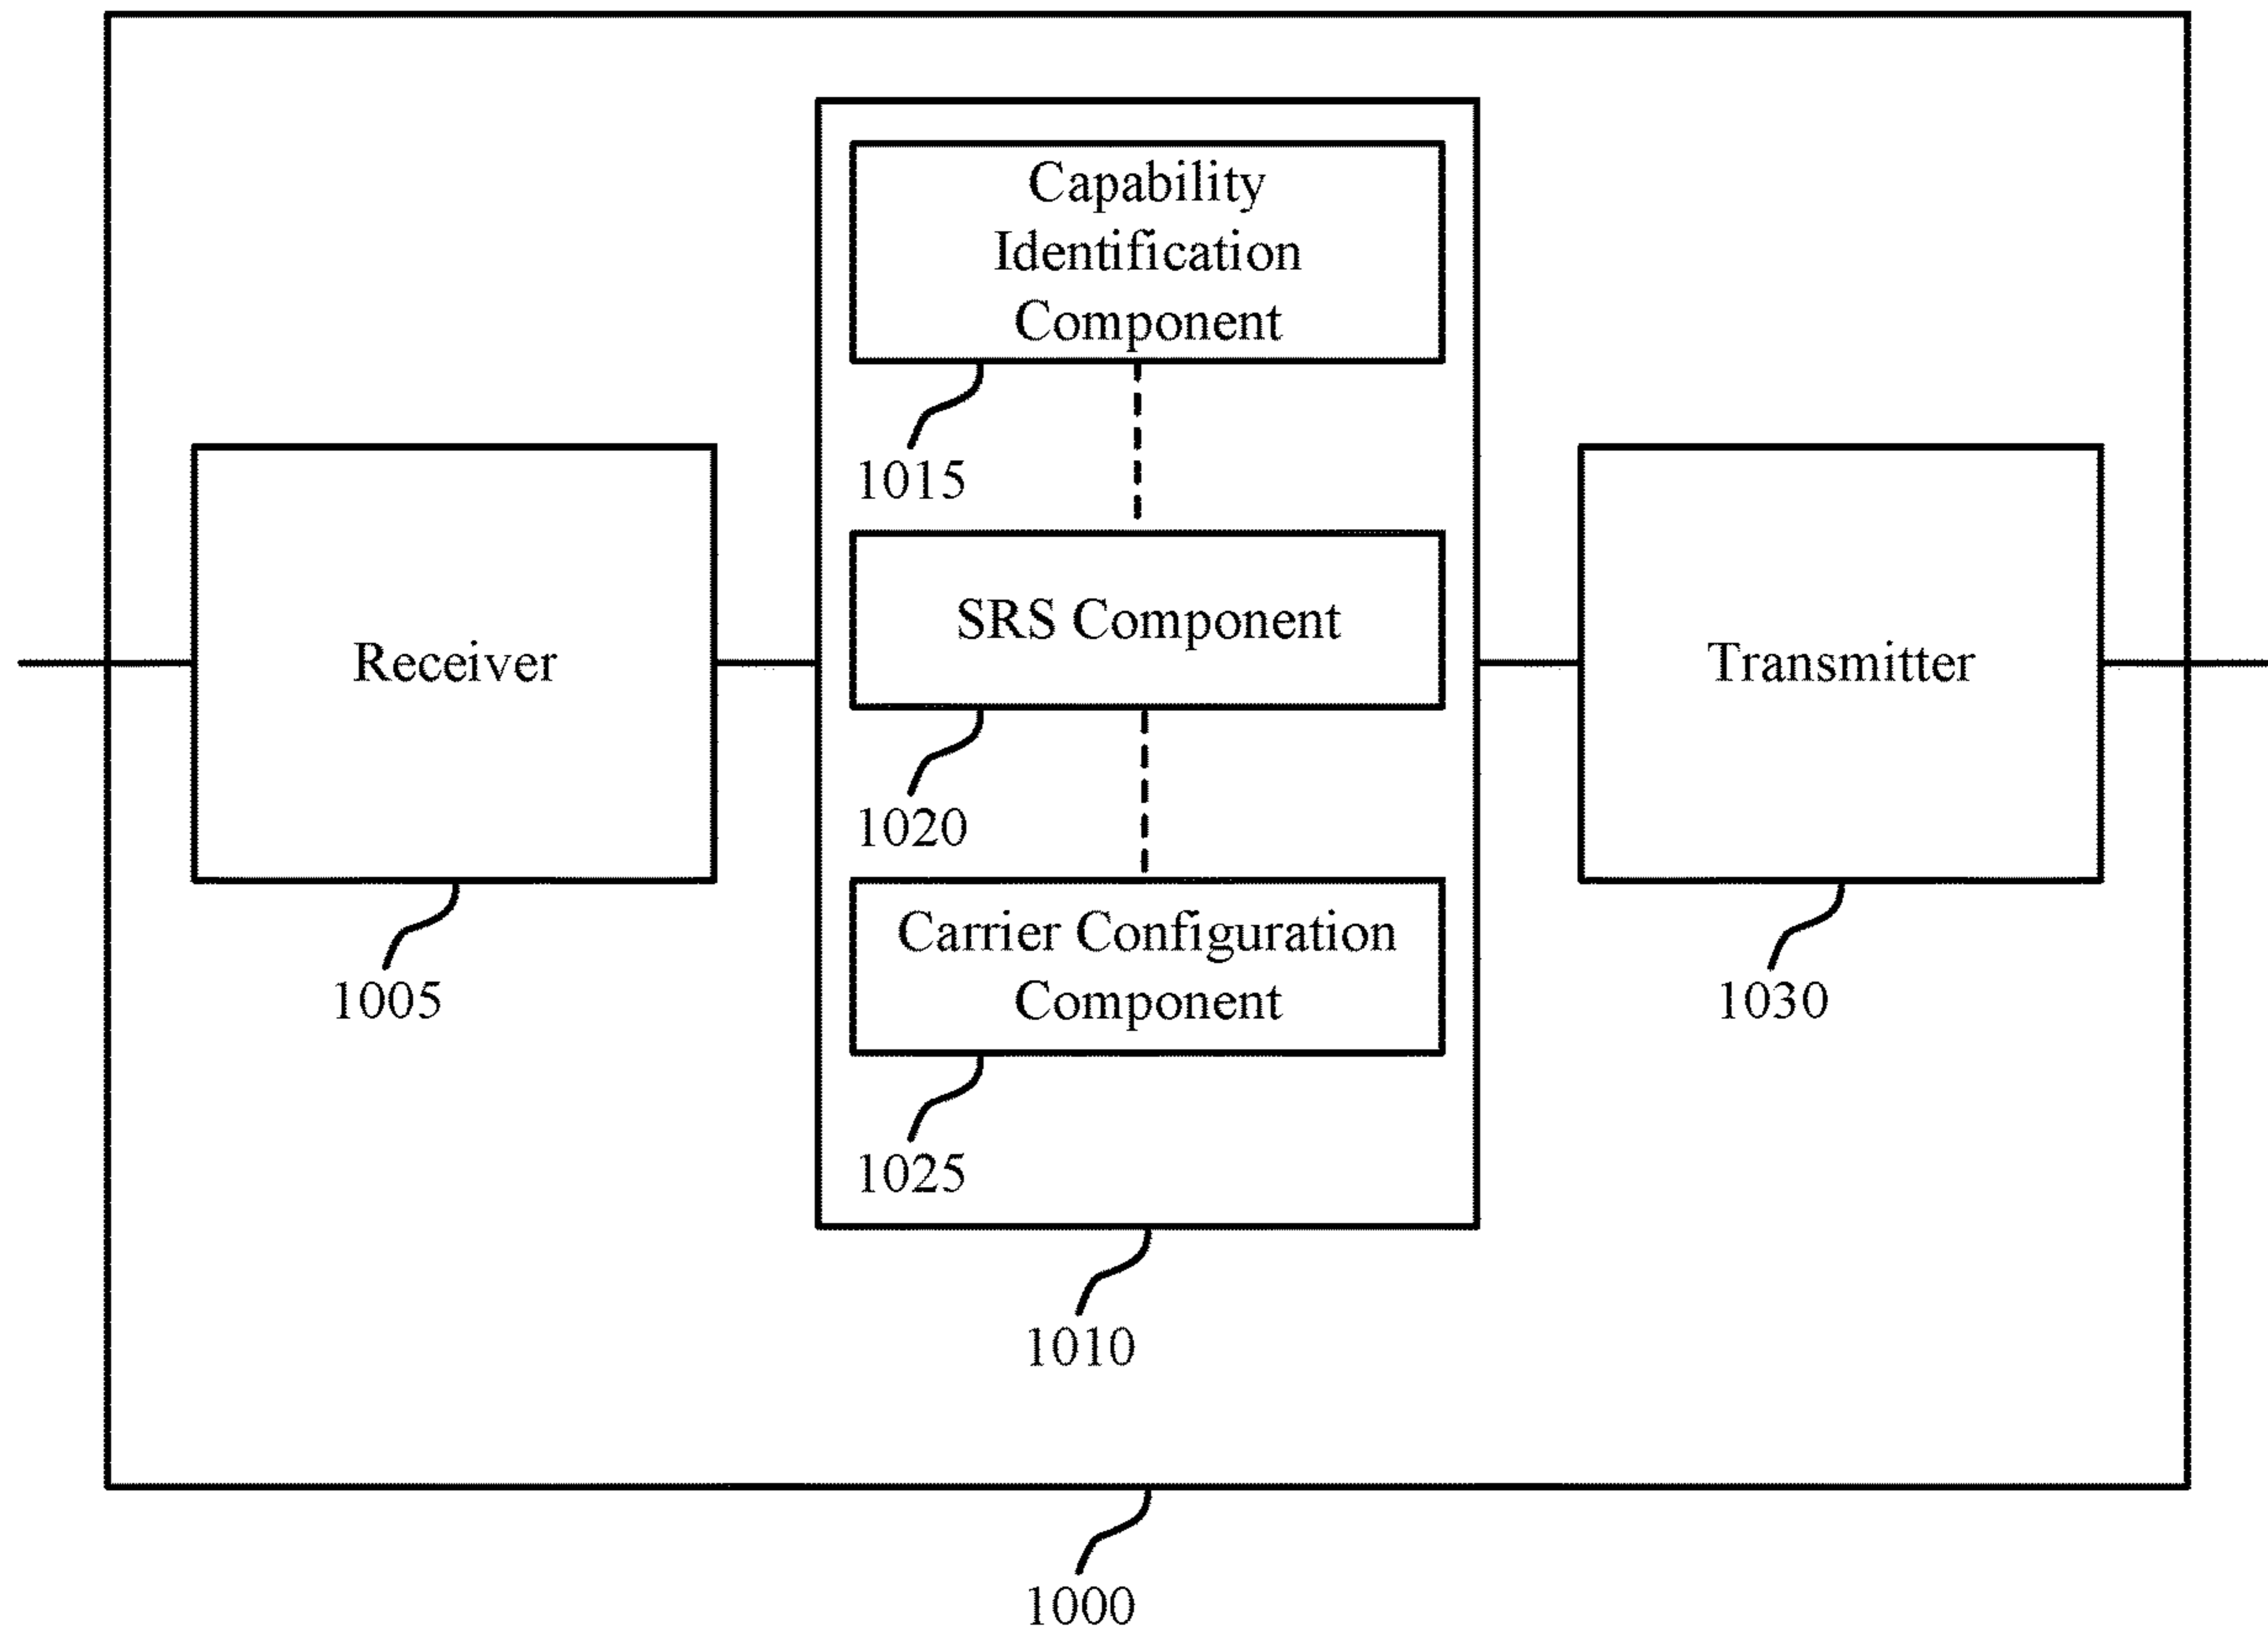 Capability
Identification
Component
1015
SRS Component
Receiver
Transmitter
1020
Carrier Configuration
Component
1005
1030
1025
1010
1000